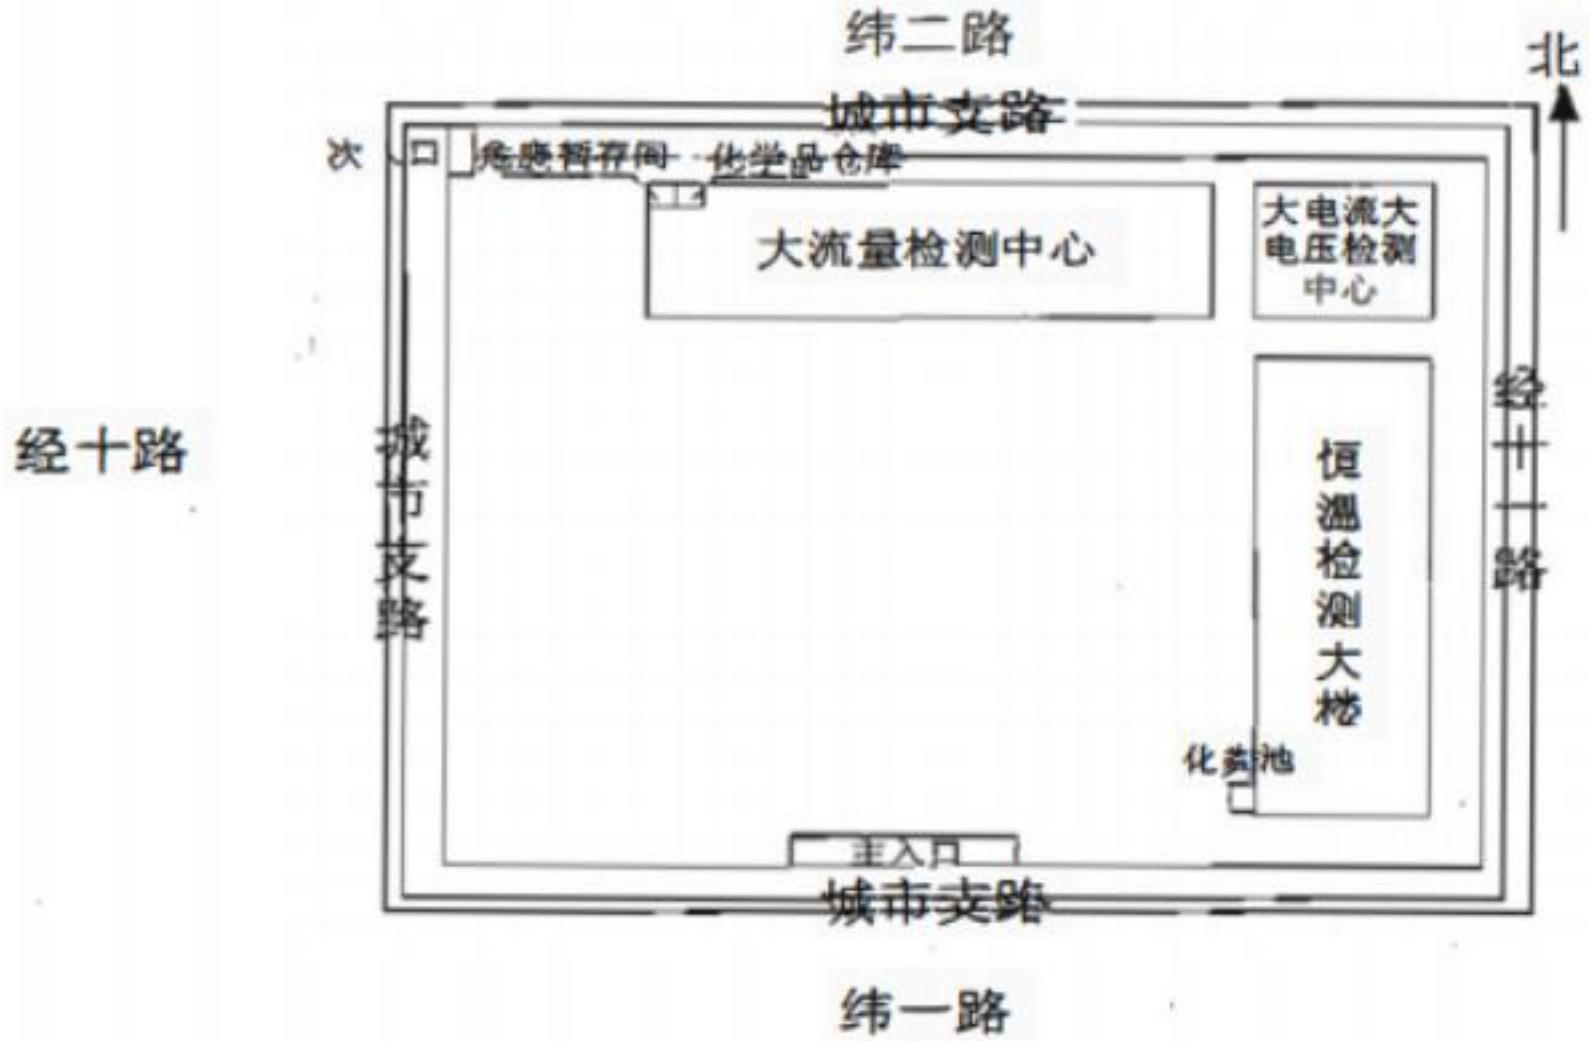 纬二路
北
城市支路
次 口
危废暂存间
化学品仓库
大流量检测中心
大电流大
电压检测
中心
经十路
城市支路
经十一路
恒温检测大楼
化粪池
主入口
城市支路
纬一路